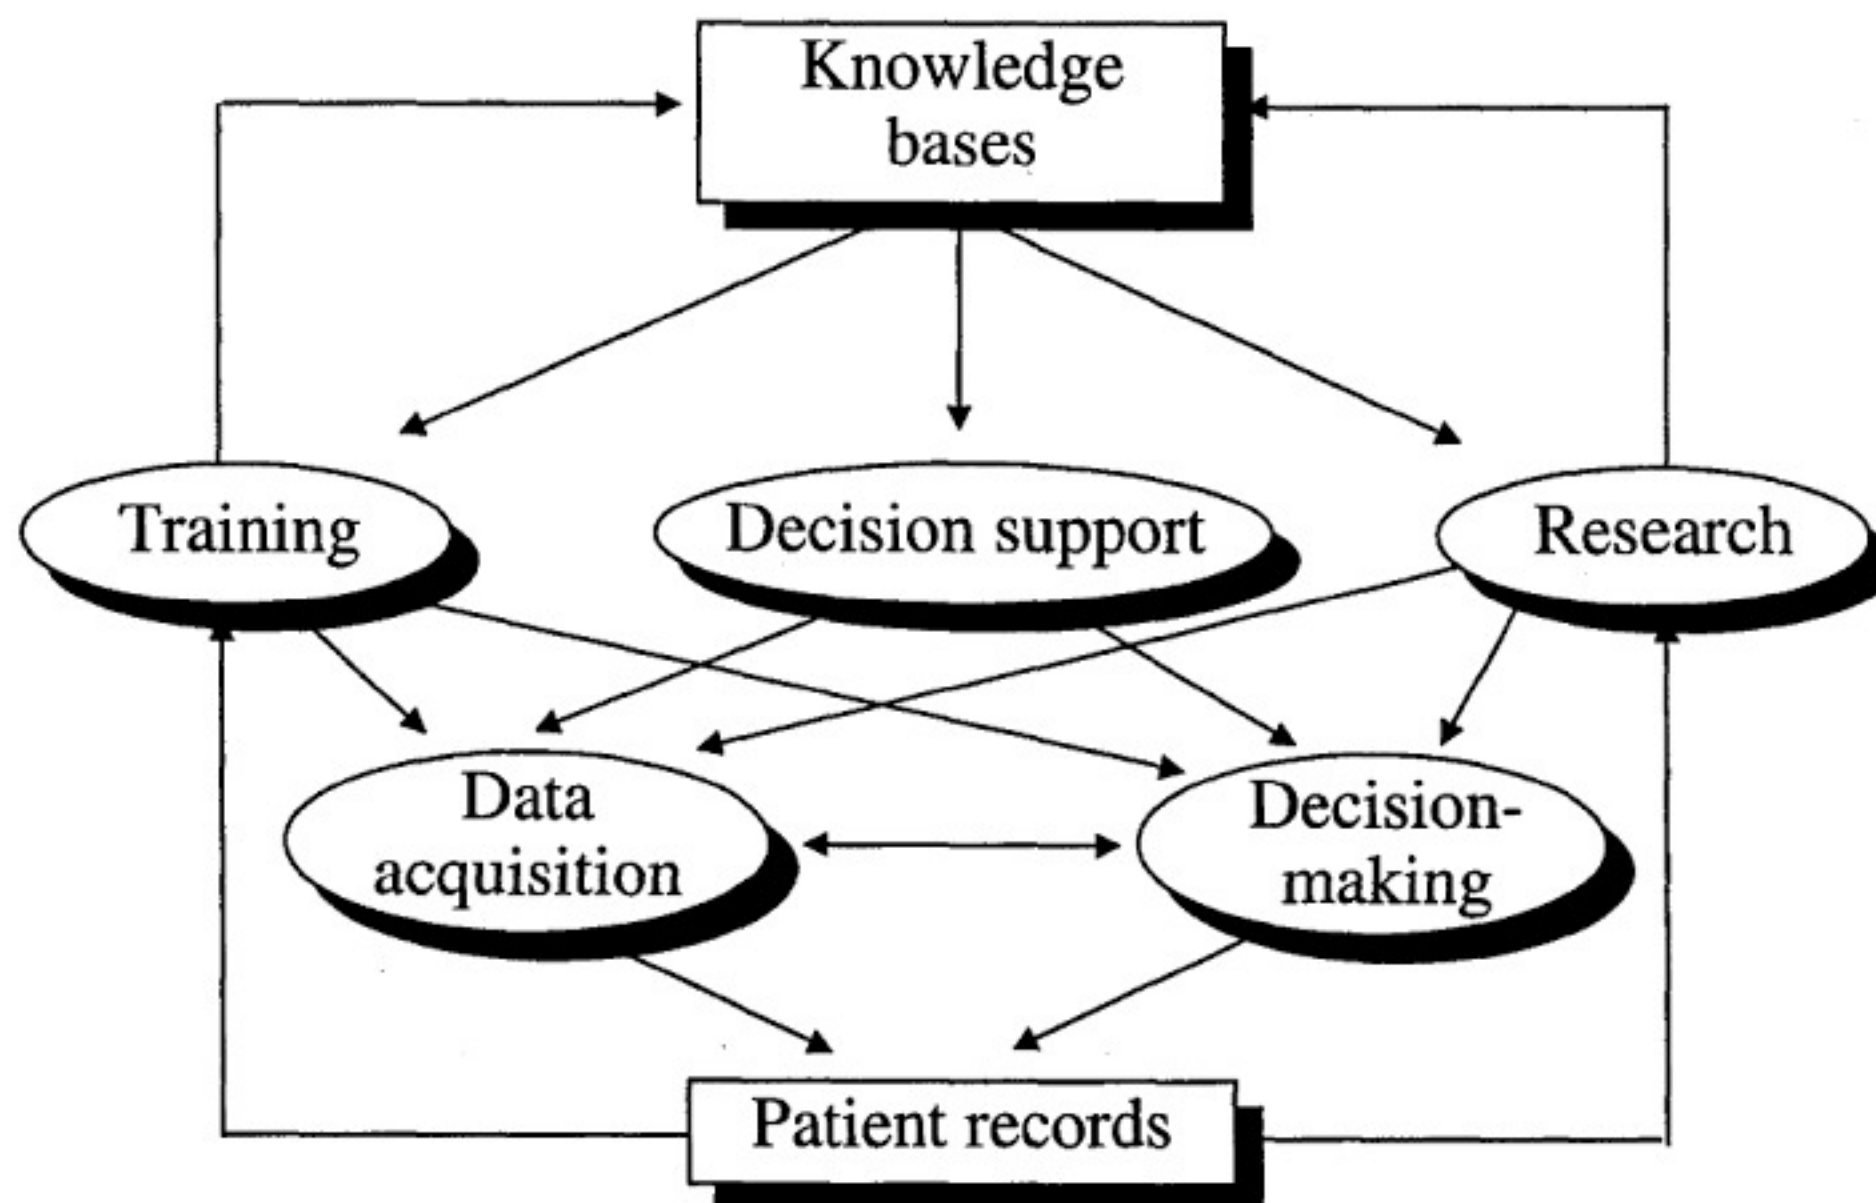 Knowledge
bases
Training
Decision support
Research
Data
acquisition
Decision-
making
Patient records